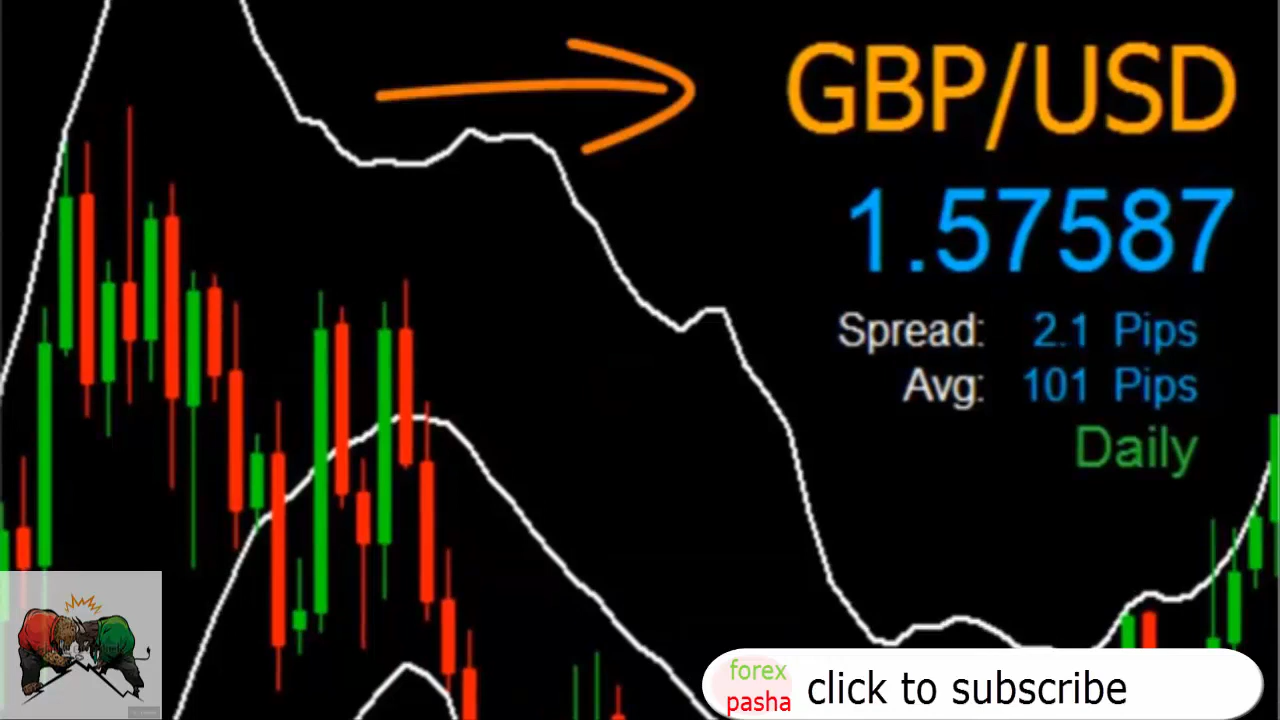 GBP/USD
1.57587
Spread: 2.1 Pips
Avg: 101 Pips
Daily
forex
pasha
click to subscribe